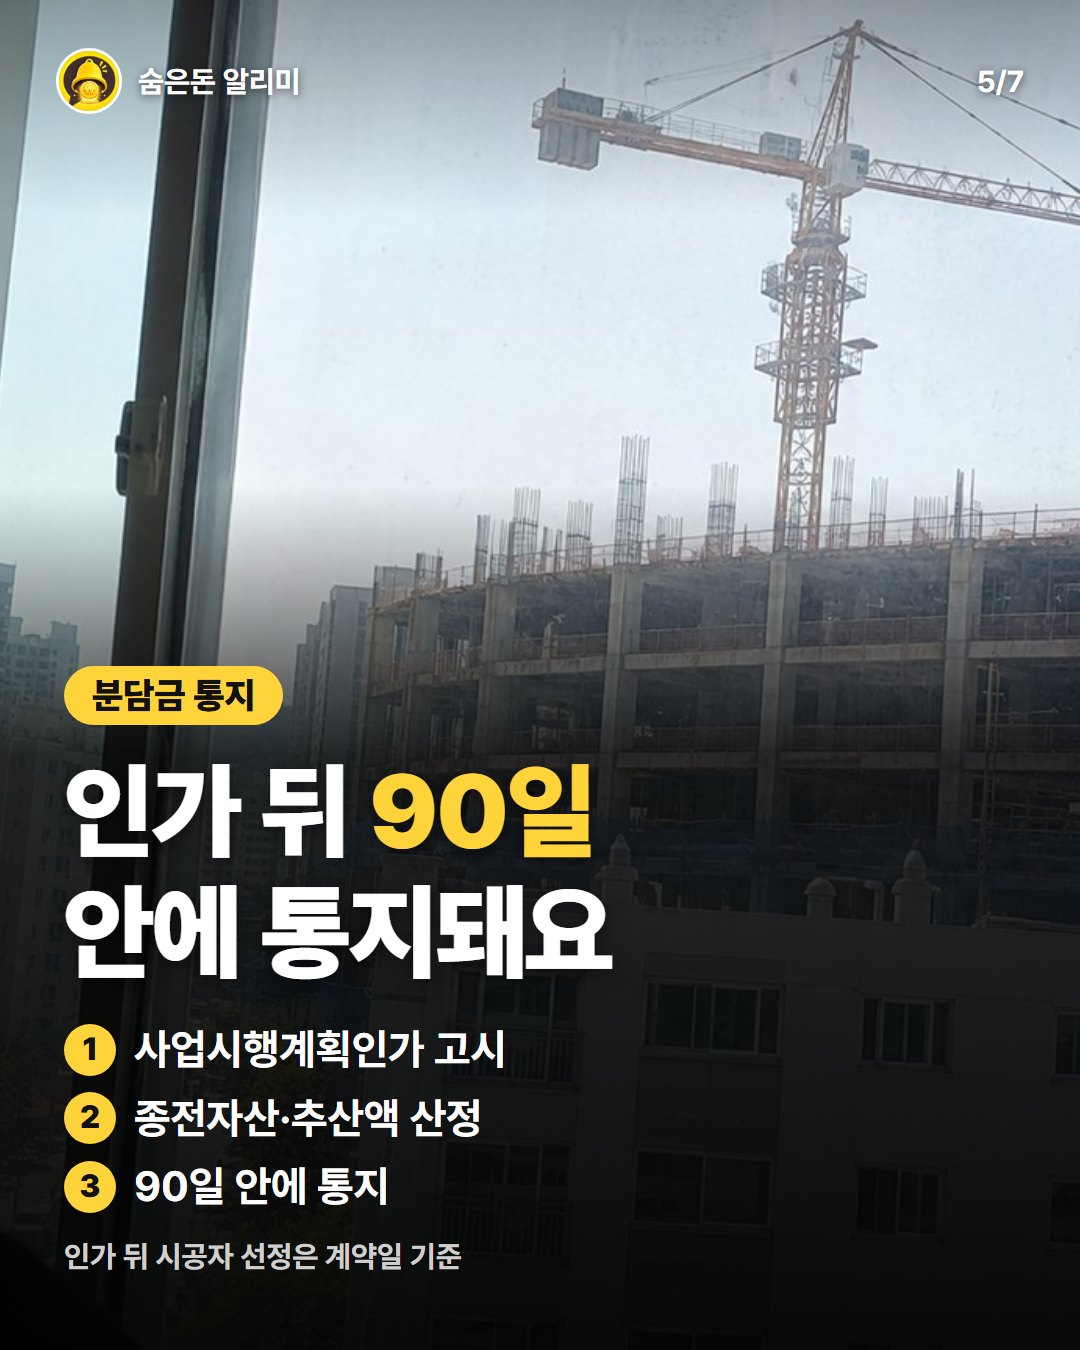 숨은돈 알리미
5/7
분담금 통지
인가 뒤 90일
안에 통지돼요
1 사업시행계획인가 고시
2 종전자산·추산액 산정
3 90일 안에 통지
인가 뒤 시공자 선정은 계약일 기준